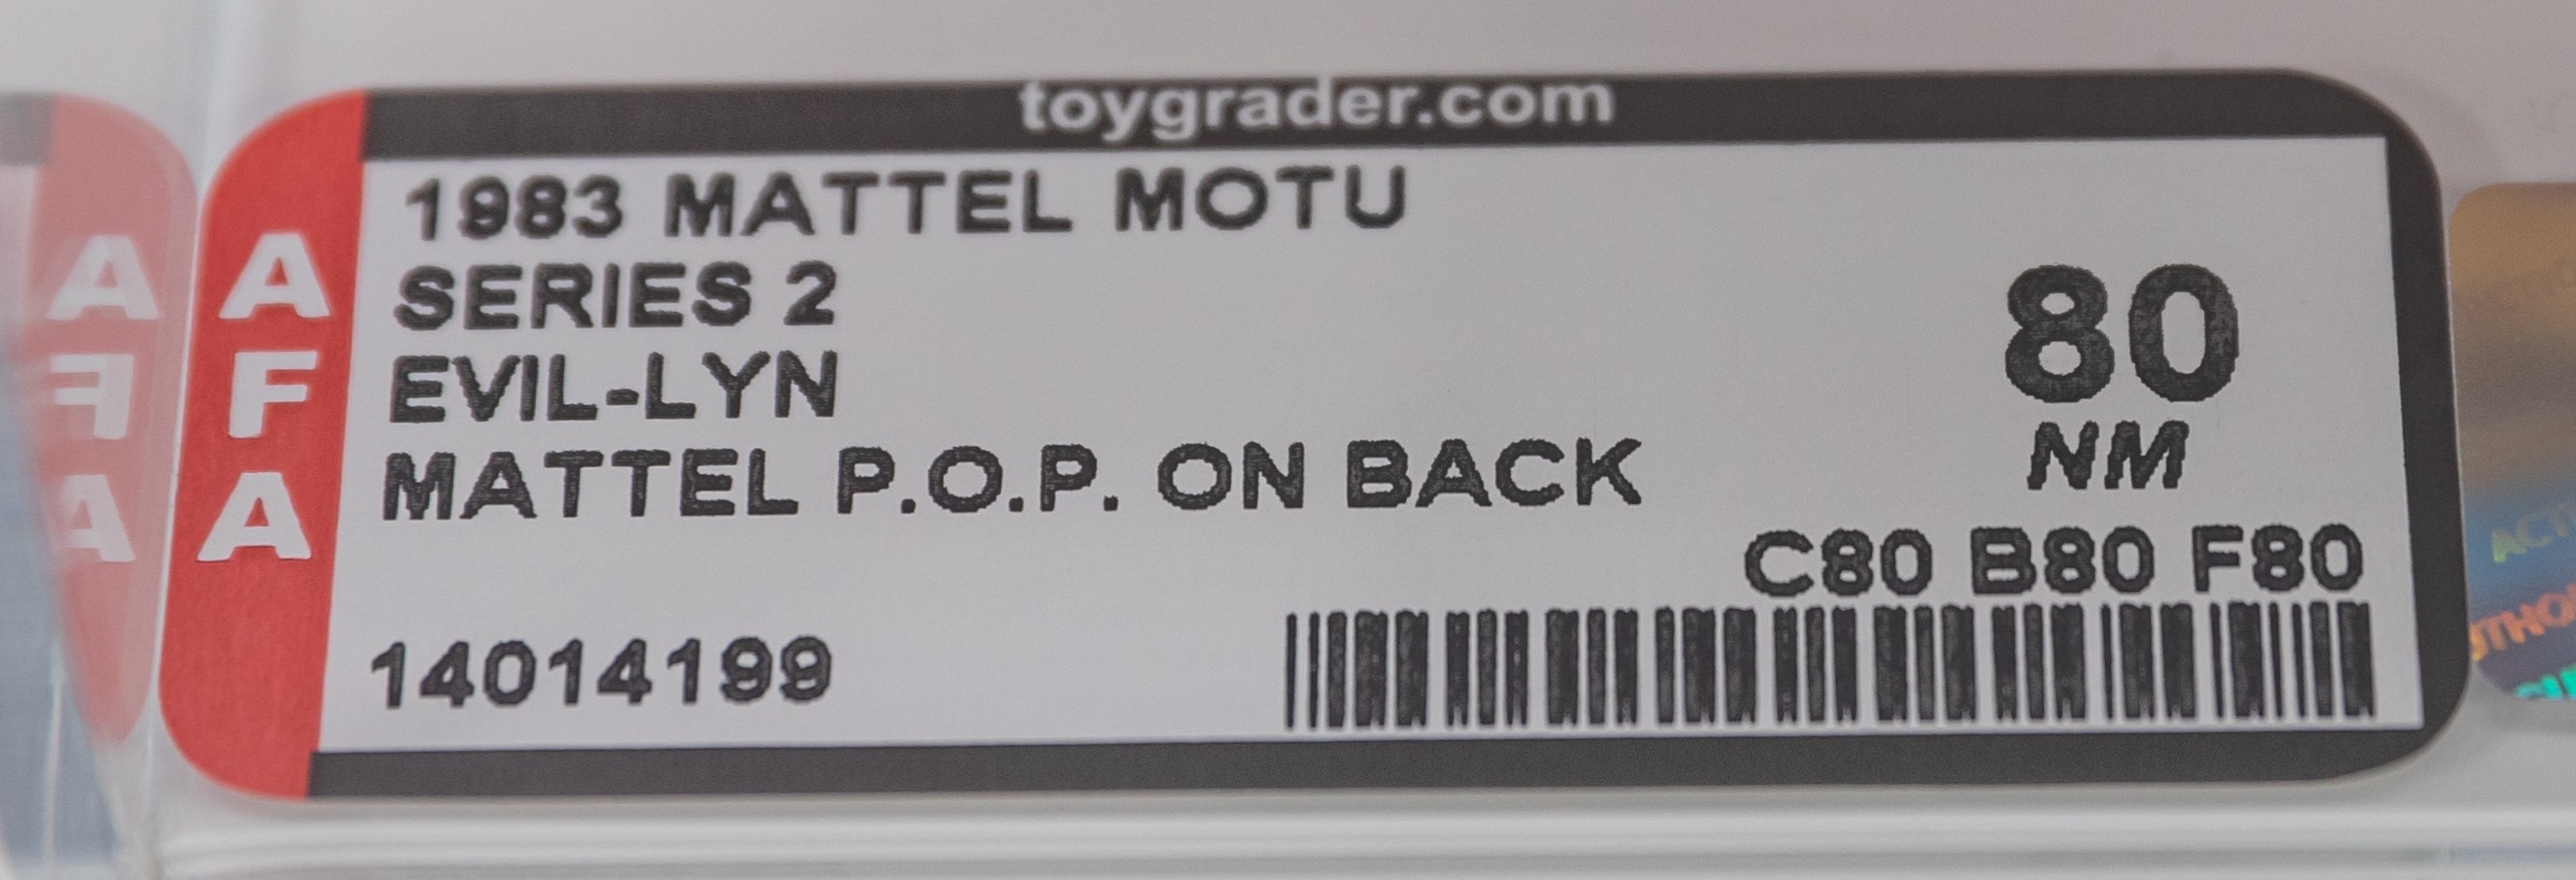 toygrader.com
AFA
1983 MATTEL MOTU
SERIES 2
EVIL-LYN
MATTEL P.O.P. ON BACK
80
NM
C80 B80 F80
14014199